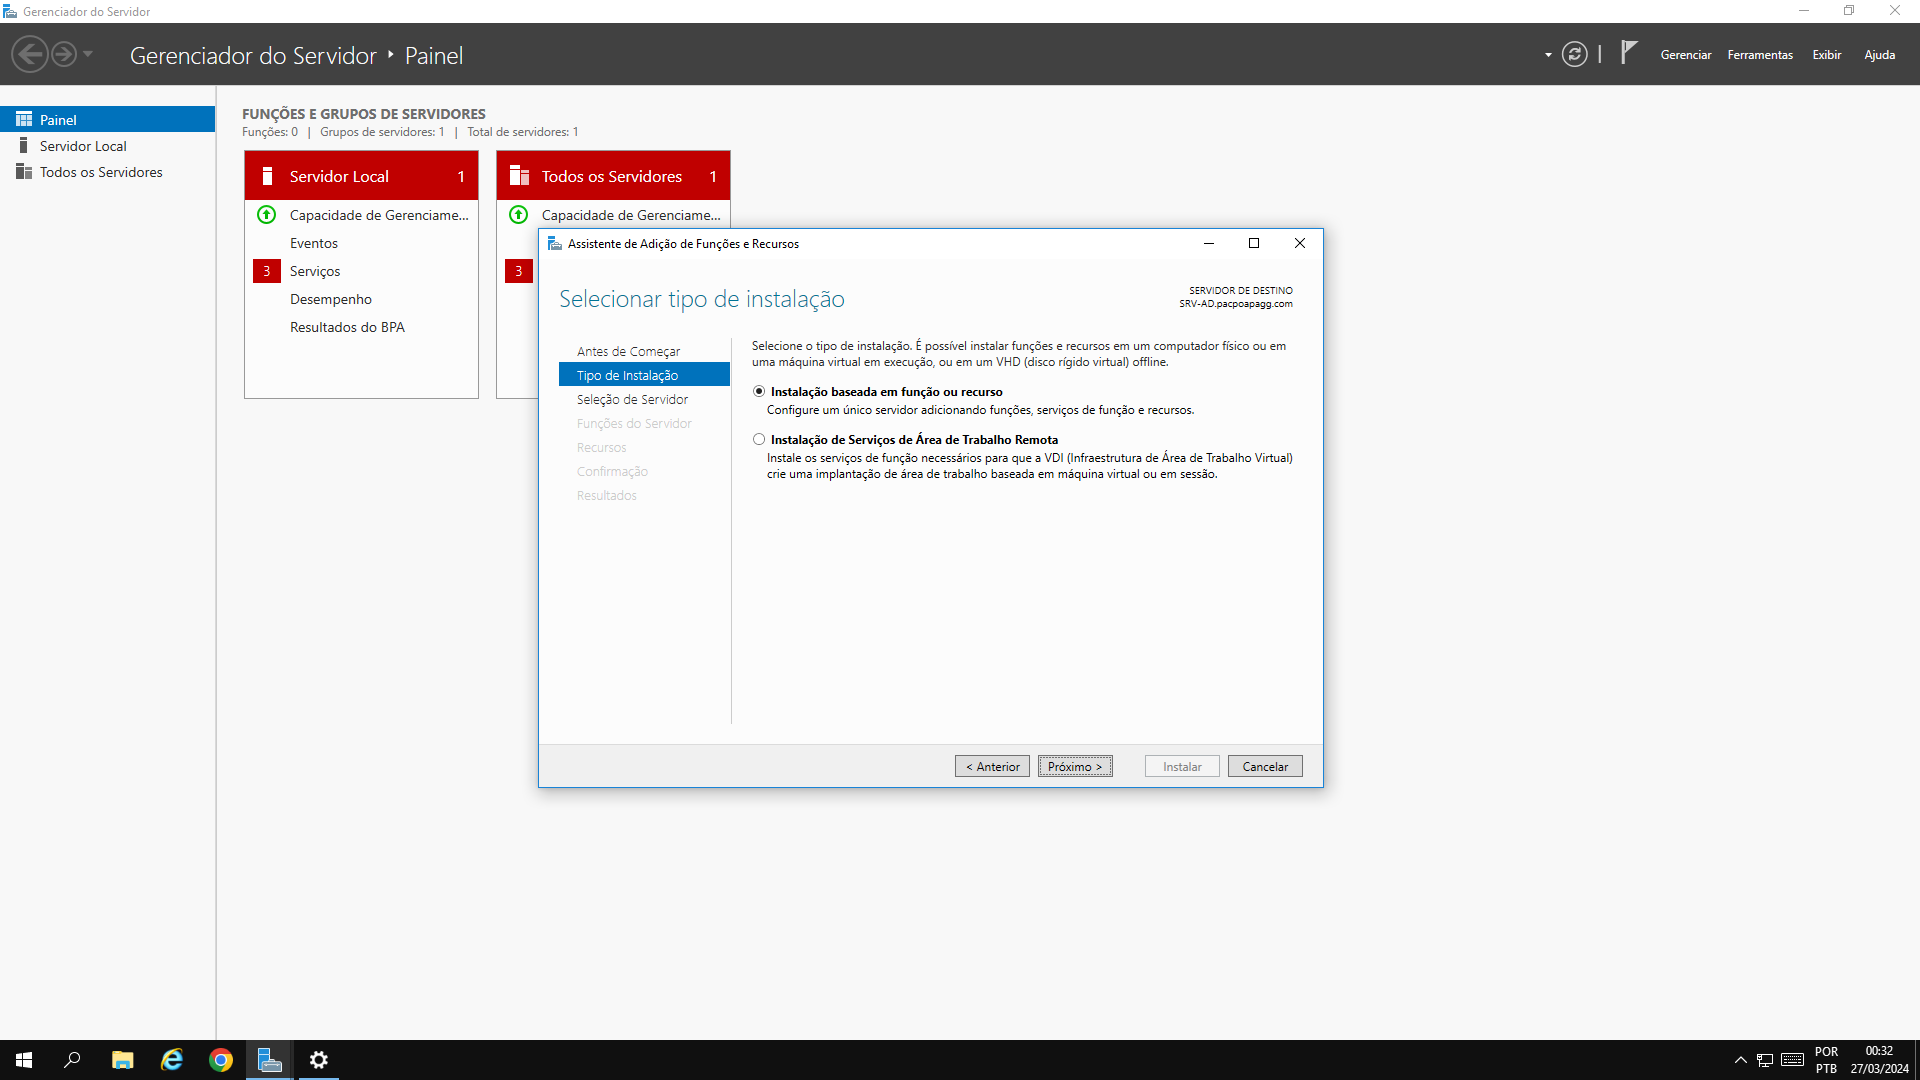 Gerenciador do Servidor
Gerenciador do Servidor ‣ Painel
Gerenciar Ferramentas Exibir Ajuda
Painel
Servidor Local
Todos os Servidores
FUNÇÕES E GRUPOS DE SERVIDORES
Funções: 0 | Grupos de servidores: 1 | Total de servidores: 1
Servidor Local 1
Capacidade de Gerenciame...
Eventos
3 Serviços
Desempenho
Resultados do BPA
Todos os Servidores 1
Capacidade de Gerenciame...
3
Assistente de Adição de Funções e Recursos
Selecionar tipo de instalação
SERVIDOR DE DESTINO
SRV-AD.pacpoapagg.com
Antes de Começar
Tipo de Instalação
Seleção de Servidor
Funções do Servidor
Recursos
Confirmação
Resultados
Selecione o tipo de instalação. É possível instalar funções e recursos em um computador físico ou em
uma máquina virtual em execução, ou em um VHD (disco rígido virtual) offline.
Instalação baseada em função ou recurso
Configure um único servidor adicionando funções, serviços de função e recursos.
Instalação de Serviços de Área de Trabalho Remota
Instale os serviços de função necessários para que a VDI (Infraestrutura de Área de Trabalho Virtual)
crie uma implantação de área de trabalho baseada em máquina virtual ou em sessão.
< Anterior Próximo > Instalar Cancelar
POR
PTB
00:32
27/03/2024